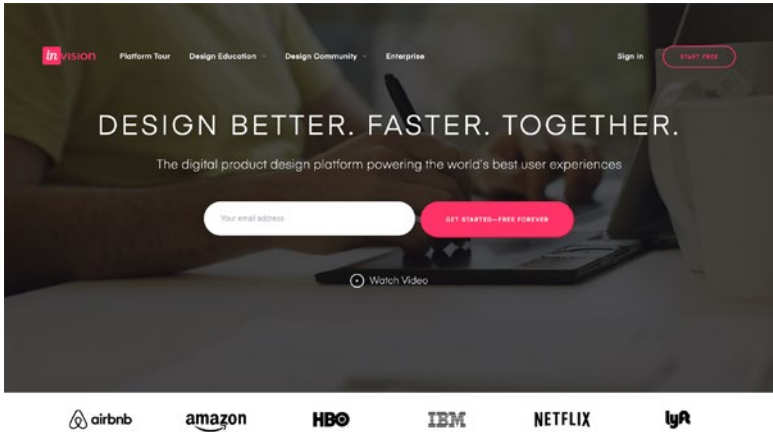 invision Platform Tour Design Education Design Community Enterprise Sign in START FREE
DESIGN BETTER. FASTER. TOGETHER.
The digital product design platform powering the world's best user experiences
Your email address GET STARTED—FREE FOREVER
Watch Video
airbnb amazon HBO IBM NETFLIX lyft